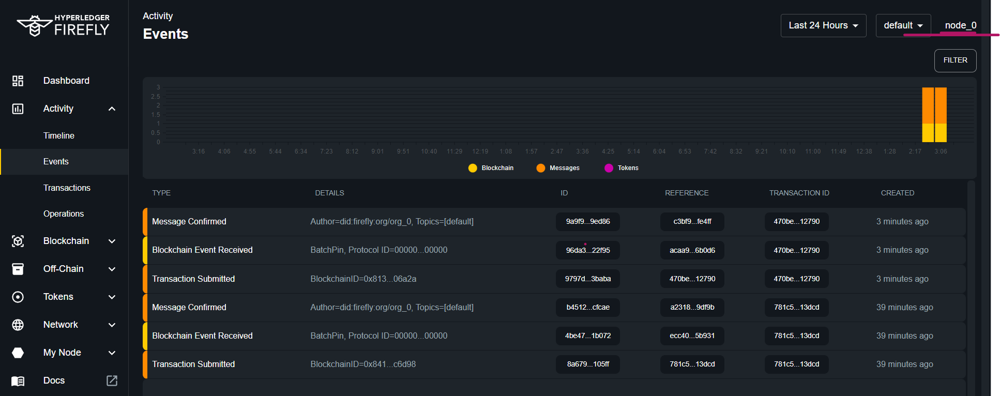 HYPERLEDGER
FIREFLY
Activity
Events
Last 24 Hours
default
node_0
FILTER
Dashboard
Activity
Timeline
Events
Transactions
Operations
Blockchain
Off-Chain
Tokens
Network
My Node
Docs
3
2.5
2
1.5
1
0.5
0
3:16 4:06 4:55 5:44 6:34 7:23 8:12 9:01 9:51 10:40 11:29 12:19 1:08 1:57 2:47 3:36 4:25 5:14 6:04 6:53 7:42 8:32 9:21 10:10 11:00 11:49 12:38 1:28 2:17 3:06
Blockchain Messages Tokens
TYPE DETAILS ID REFERENCE TRANSACTION ID CREATED
Message Confirmed Author=did:firefly:org/org_0, Topics=[default] 9a9f9...9ed86 c3bf9...fe4ff 470be...12790 3 minutes ago
Blockchain Event Received BatchPin, Protocol ID=00000...00000 96da3...22f95 acaa9...6b0d6 470be...12790 3 minutes ago
Transaction Submitted BlockchainID=0x813...06a2a 9797d...3baba 470be...12790 470be...12790 3 minutes ago
Message Confirmed Author=did:firefly:org/org_0, Topics=[default] b4512...cfcae a2318...9df9b 781c5...13dcd 39 minutes ago
Blockchain Event Received BatchPin, Protocol ID=00000...00000 4be47...1b072 ecc40...5b931 781c5...13dcd 39 minutes ago
Transaction Submitted BlockchainID=0x841...c6d98 8a679...105ff 781c5...13dcd 781c5...13dcd 39 minutes ago